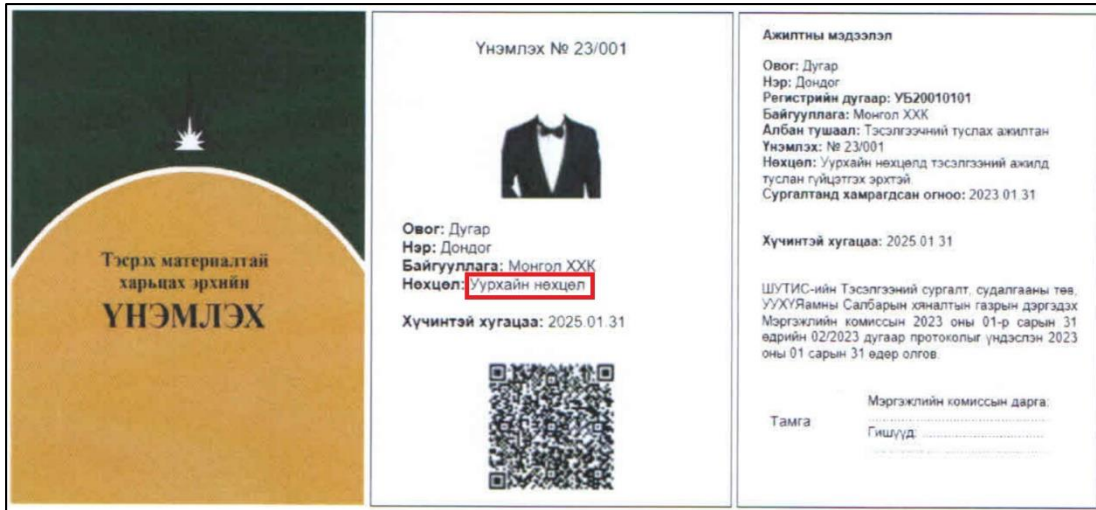 Тэсрэх материалтай
харьцах эрхийн
ҮНЭМЛЭХ
Үнэмлэх № 23/001
Овог: Дугар
Нэр: Дондог
Байгууллага: Монгол ХХК
Нөхцөл: Уурхайн нөхцөл
Хүчинтэй хугацаа: 2025.01.31
Ажилтны мэдээлэл
Овог: Дугар
Нэр: Дондог
Регистрийн дугаар: УБ20010101
Байгууллага: Монгол ХХК
Албан тушаал: Тэсэлгээчний туслах ажилтан
Үнэмлэх: № 23/001
Нөхцөл: Уурхайн нөхцөлд тэсэлгээний ажилд
туслан гүйцэтгэх эрхтэй.
Сургалтанд хамрагдсан огноо: 2023.01.31
Хүчинтэй хугацаа: 2025.01.31
ШУТИС-ийн Тэсэлгээний сургалт, судалгааны төв,
УУХҮЯамны Салбарын хяналтын газрын дэргэдэх
Мэргэжлийн комиссын 2023 оны 01-р сарын 31
өдрийн 02/2023 дугаар протоколыг үндэслэн 2023
оны 01 сарын 31 өдөр олгов.
Мэргэжлийн комиссын дарга:
Тамга
Гишүүд: